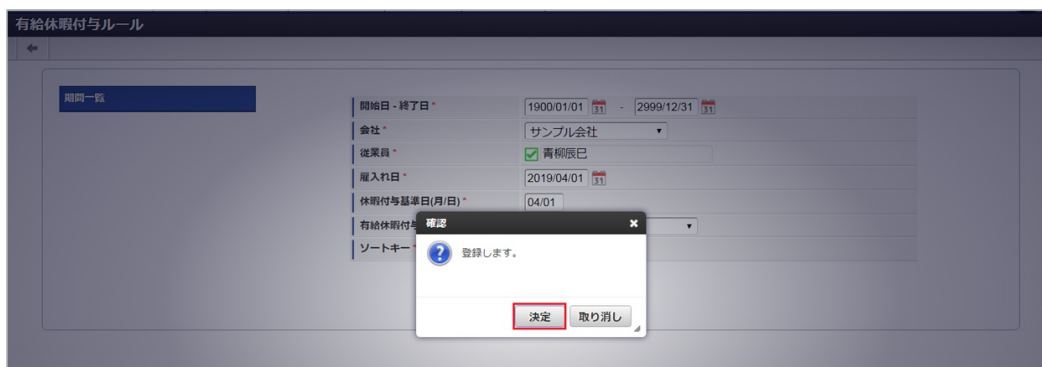 有給休暇付与ルール
期間一覧
開始日 - 終了日 * 1900/01/01 31 - 2999/12/31 31
会社 * サンプル会社
従業員 * 青柳辰巳
雇入れ日 * 2019/04/01 31
休暇付与基準日(月/日) * 04/01
有給休暇付与
ソートキー *
確認
登録します。
決定 取り消し